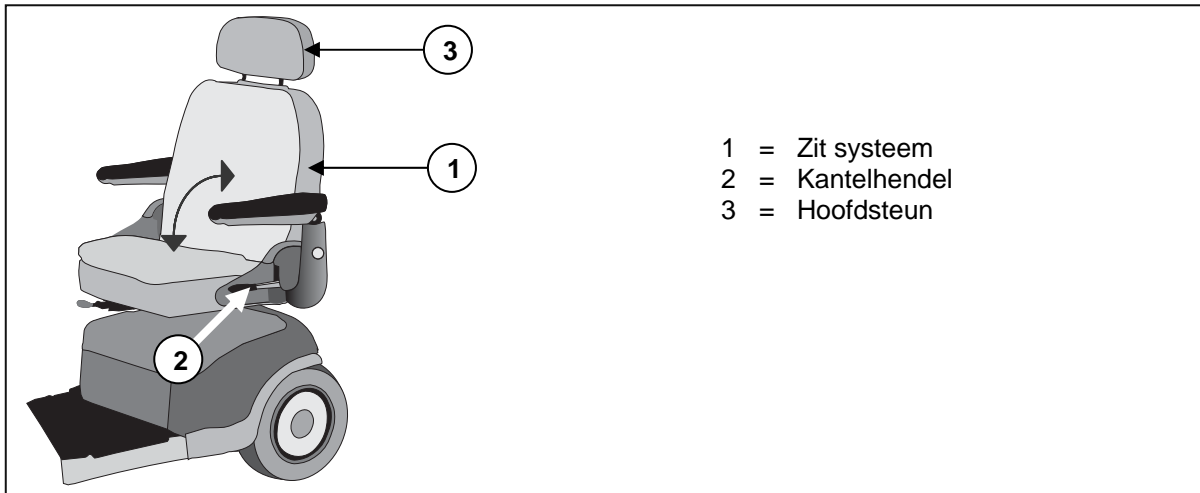 3
1
2
1 = Zit systeem
2 = Kantelhendel
3 = Hoofdsteun